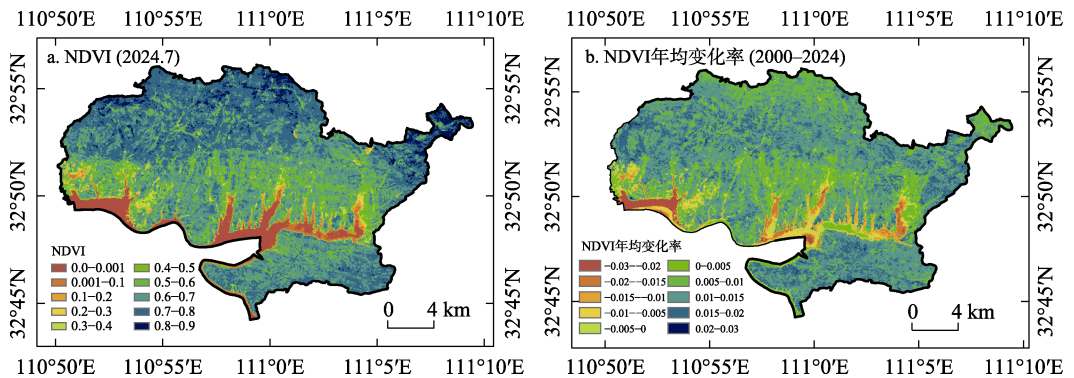 110°50′E 110°55′E 111°0′E 111°5′E 111°10′E
a. NDVI (2024.7)
32°55′N
32°50′N
32°45′N
32°55′N
32°50′N
32°45′N
NDVI
0.0–0.001 0.4–0.5
0.001–0.1 0.5–0.6
0.1–0.2 0.6–0.7
0.2–0.3 0.7–0.8
0.3–0.4 0.8–0.9
0 4 km
110°50′E 110°55′E 111°0′E 111°5′E 111°10′E
110°50′E 110°55′E 111°0′E 111°5′E 111°10′E
b. NDVI年均变化率 (2000–2024)
32°55′N
32°50′N
32°45′N
NDVI年均变化率
−0.03–−0.02 0–0.005
−0.02–−0.015 0.005–0.01
−0.015–−0.01 0.01–0.015
−0.01–−0.005 0.015–0.02
−0.005–0 0.02–0.03
0 4 km
110°50′E 110°55′E 111°0′E 111°5′E 111°10′E
32°55′N
32°50′N
32°45′N